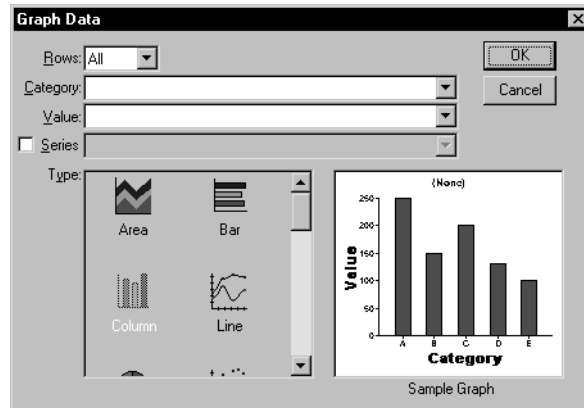 Graph Data
Rows: All
OK
Category:
Cancel
Value:
Series
Type:
Area
Bar
Column
Line
(None)
250
200
150
100
50
0
Value
A B C D E
Category
Sample Graph